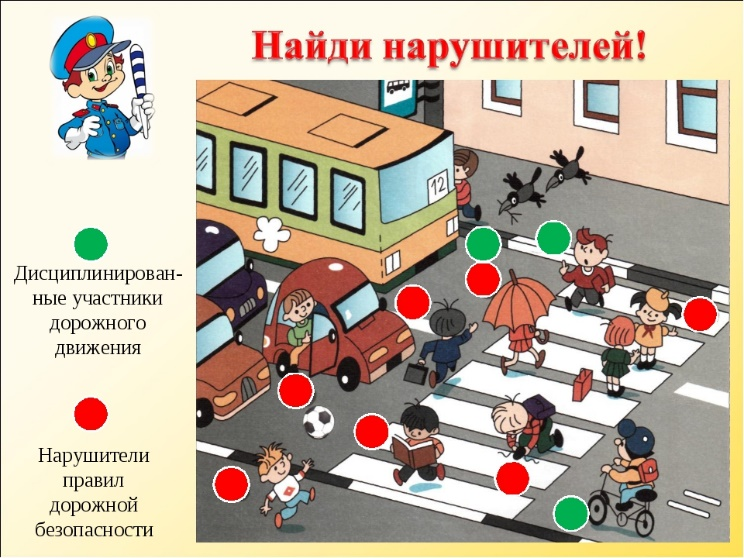 Найди нарушителей!
12
Дисциплинирован-
ные участники
дорожного
движения
Нарушители
правил
дорожной
безопасности